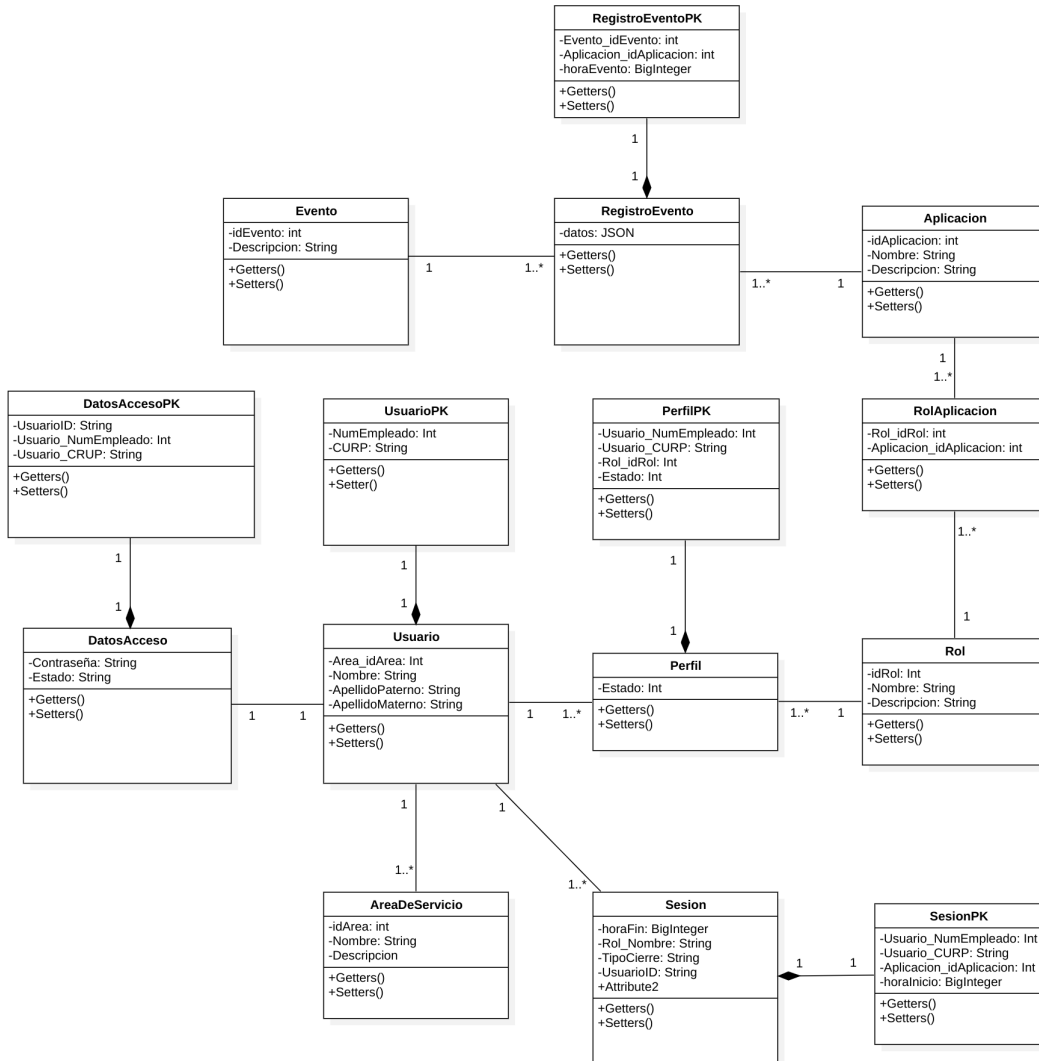 RegistroEventoPK
-Evento_idEvento: int
-Aplicacion_idAplicacion: int
-horaEvento: BigInteger
+Getters()
+Setters()
1
1
Evento
-idEvento: int
-Descripcion: String
+Getters()
+Setters()
1
1..*
RegistroEvento
-datos: JSON
+Getters()
+Setters()
1..*
1
Aplicacion
-idAplicacion: int
-Nombre: String
-Descripcion: String
+Getters()
+Setters()
1
1..*
DatosAccesoPK
-UsuarioID: String
-Usuario_NumEmpleado: Int
-Usuario_CRUP: String
+Getters()
+Setters()
1
1
UsuarioPK
-NumEmpleado: Int
-CURP: String
+Getters()
+Setter()
1
1
PerfilPK
-Usuario_NumEmpleado: Int
-Usuario_CURP: String
-Rol_idRol: Int
-Estado: Int
+Getters()
+Setters()
1
1
RolAplicacion
-Rol_idRol: int
-Aplicacion_idAplicacion: int
+Getters()
+Setters()
1..*
1
DatosAcceso
-Contraseña: String
-Estado: String
+Getters()
+Setters()
1
1
Usuario
-Area_idArea: Int
-Nombre: String
-ApellidoPaterno: String
-ApellidoMaterno: String
+Getters()
+Setters()
1
1..*
Perfil
-Estado: Int
+Getters()
+Setters()
1..*
1
Rol
-idRol: Int
-Nombre: String
-Descripcion: String
+Getters()
+Setters()
1
1..*
1
1..*
AreaDeServicio
-idArea: int
-Nombre: String
-Descripcion
+Getters()
+Setters()
Sesion
-horaFin: BigInteger
-Rol_Nombre: String
-TipoCierre: String
-UsuarioID: String
+Attribute2
+Getters()
+Setters()
1
1
SesionPK
-Usuario_NumEmpleado: Int
-Usuario_CURP: String
-Aplicacion_idAplicacion: Int
-horaInicio: BigInteger
+Getters()
+Setters()